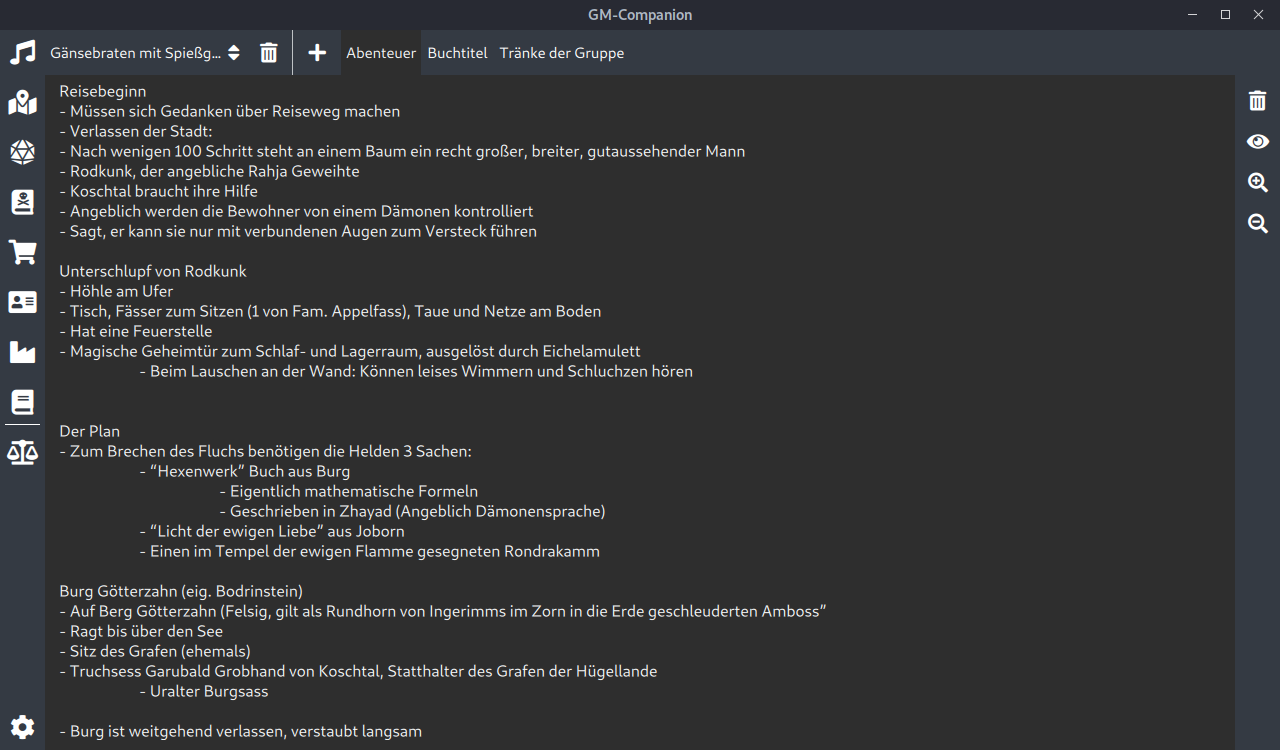 GM-Companion
Gänsebraten mit Spießg...
Abenteuer
Buchtitel
Tränke der Gruppe
Reisebeginn
- Müssen sich Gedanken über Reiseweg machen
- Verlassen der Stadt:
- Nach wenigen 100 Schritt steht an einem Baum ein recht großer, breiter, gutaussehender Mann
- Rodkunk, der angebliche Rahja Geweihte
- Koschtal braucht ihre Hilfe
- Angeblich werden die Bewohner von einem Dämonen kontrolliert
- Sagt, er kann sie nur mit verbundenen Augen zum Versteck führen
Unterschlupf von Rodkunk
- Höhle am Ufer
- Tisch, Fässer zum Sitzen (1 von Fam. Appelfass), Taue und Netze am Boden
- Hat eine Feuerstelle
- Magische Geheimtür zum Schlaf- und Lagerraum, ausgelöst durch Eichelamulett
- Beim Lauschen an der Wand: Können leises Wimmern und Schluchzen hören
Der Plan
- Zum Brechen des Fluchs benötigen die Helden 3 Sachen:
- “Hexenwerk” Buch aus Burg
- Eigentlich mathematische Formeln
- Geschrieben in Zhayad (Angeblich Dämonensprache)
- “Licht der ewigen Liebe” aus Joborn
- Einen im Tempel der ewigen Flamme gesegneten Rondrakamm
Burg Götterzahn (eig. Bodrinstein)
- Auf Berg Götterzahn (Felsig, gilt als Rundhorn von Ingerimms im Zorn in die Erde geschleuderten Amboss”
- Ragt bis über den See
- Sitz des Grafen (ehemals)
- Truchsess Garubald Grobhand von Koschtal, Statthalter des Grafen der Hügellande
- Uralter Burgsass
- Burg ist weitgehend verlassen, verstaubt langsam